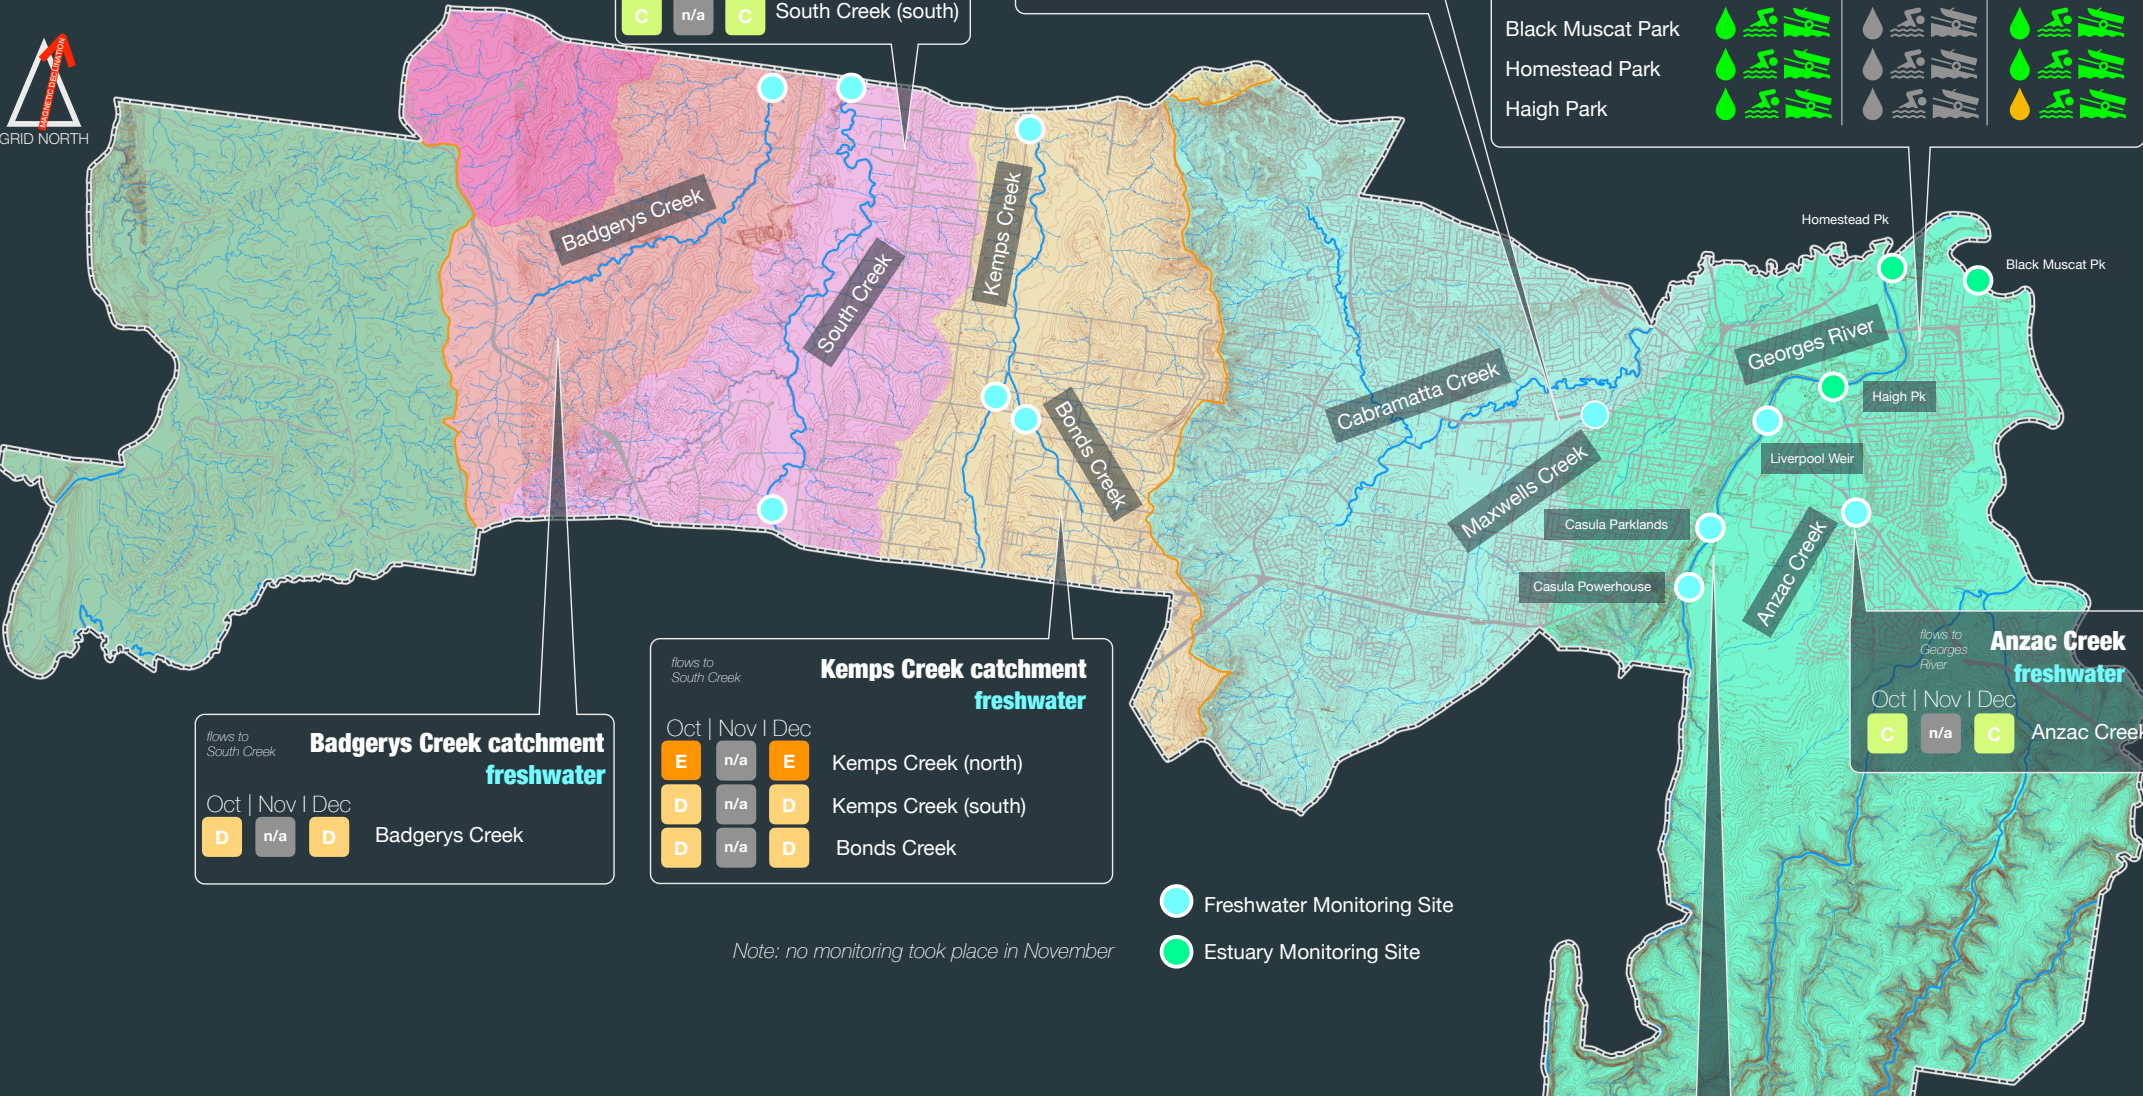 C n/a C South Creek (south)
MAGNETIC DECLINATION
GRID NORTH
Black Muscat Park
Homestead Park
Haigh Park
Homestead Pk
Black Muscat Pk
Badgerys Creek
South Creek
Kemps Creek
Bonds Creek
Cabramatta Creek
Maxwells Creek
Georges River
Haigh Pk
Liverpool Weir
Casula Parklands
Casula Powerhouse
Anzac Creek
flows to
South Creek
Badgerys Creek catchment
freshwater
Oct | Nov I Dec
D n/a D Badgerys Creek
flows to
South Creek
Kemps Creek catchment
freshwater
Oct | Nov I Dec
E n/a E Kemps Creek (north)
D n/a D Kemps Creek (south)
D n/a D Bonds Creek
flows to
Georges
River
Anzac Creek
freshwater
Oct | Nov I Dec
C n/a C Anzac Creek
Freshwater Monitoring Site
Estuary Monitoring Site
Note: no monitoring took place in November